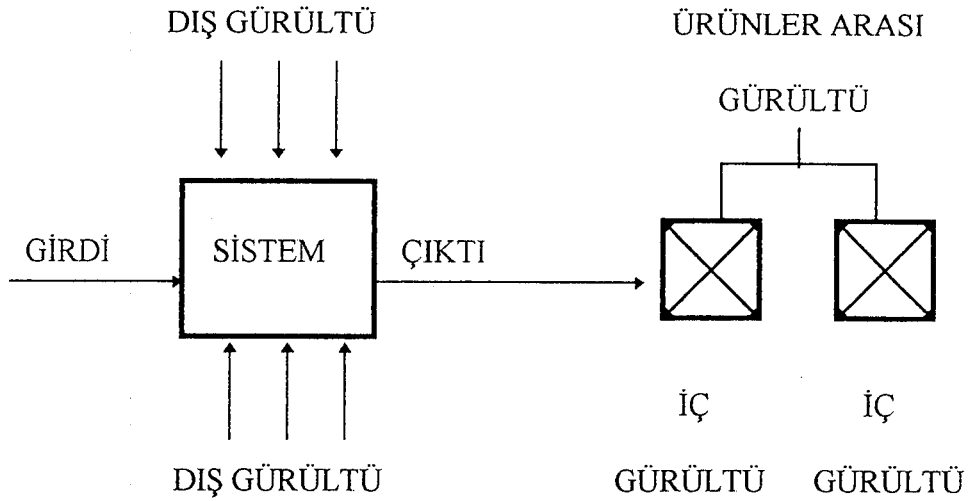 DIŞ GÜRÜLTÜ
ÜRÜNLER ARASI
GÜRÜLTÜ
GİRDİ
SİSTEM
ÇIKTI
İÇ
GÜRÜLTÜ
İÇ
GÜRÜLTÜ
DIŞ GÜRÜLTÜ